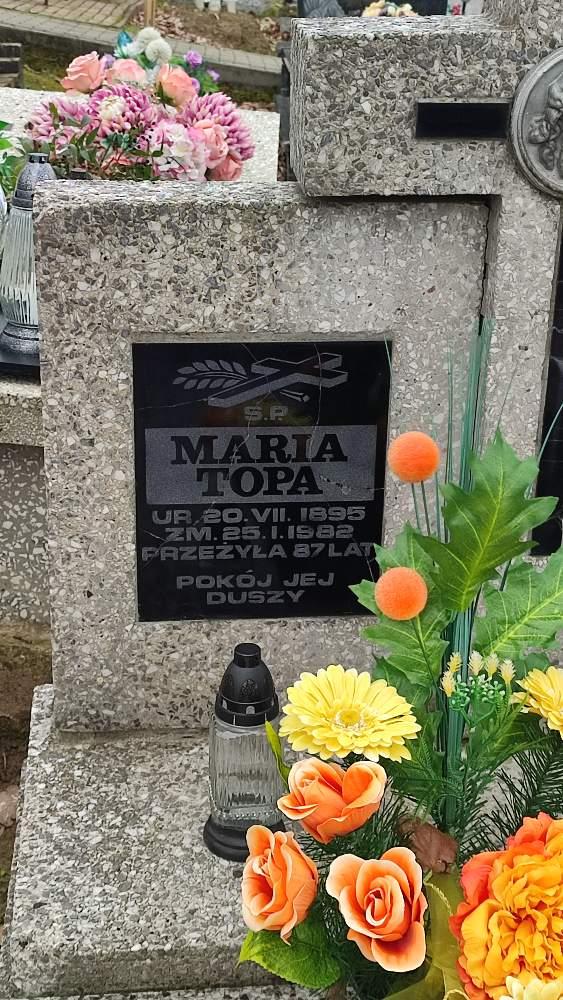 Ś.P.
MARIA
TOPA
UR. 20.VII.1895
ZM. 25.I.1982
PRZEŻYŁA 87 LAT
POKÓJ JEJ
DUSZY